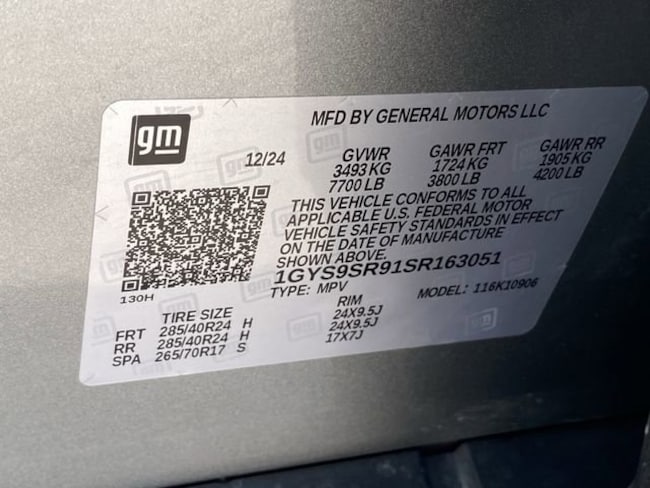 gm
MFD BY GENERAL MOTORS LLC
12/24
GVWR GAWR FRT GAWR RR
3493 KG 1724 KG 1905 KG
7700 LB 3800 LB 4200 LB
THIS VEHICLE CONFORMS TO ALL
APPLICABLE U.S. FEDERAL MOTOR
VEHICLE SAFETY STANDARDS IN EFFECT
ON THE DATE OF MANUFACTURE
SHOWN ABOVE.
1GYS9SR91SR163051
TYPE: MPV MODEL: 116K10906
130H
TIRE SIZE RIM
FRT 285/40R24 H 24X9.5J
RR 285/40R24 H 24X9.5J
SPA 265/70R17 S 17X7J